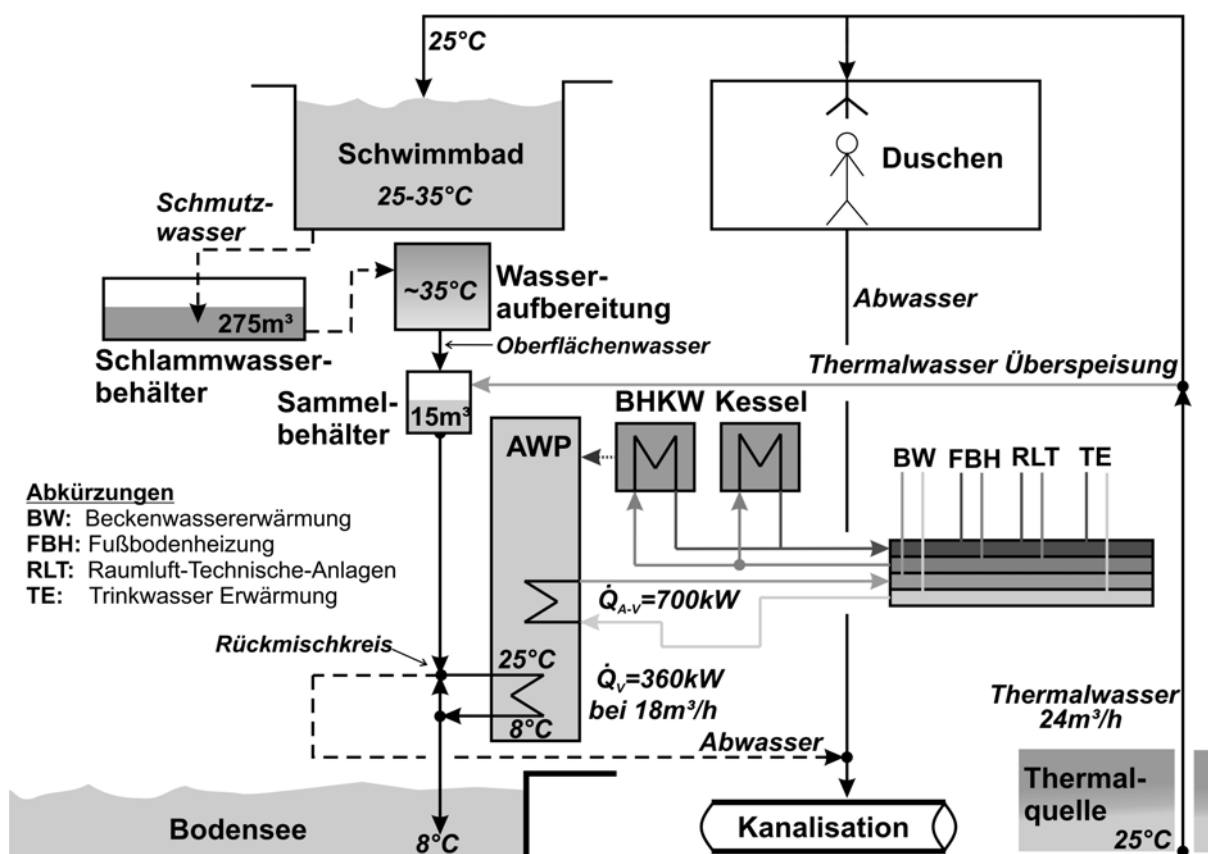 25°C
Schwimmbad
25-35°C
Duschen
Schmutz-
wasser
~35°C
Wasser-
aufbereitung
275m³
Schlammwasser-
behälter
Oberflächenwasser
Abwasser
Thermalwasser Überspeisung
Sammel-
behälter
15m³
AWP
BHKW
Kessel
BW
FBH
RLT
TE
Abkürzungen
BW: Beckenwassererwärmung
FBH: Fußbodenheizung
RLT: Raumluft-Technische-Anlagen
TE: Trinkwasser Erwärmung
Q̇A-V=700kW
Rückmischkreis
25°C
Q̇V=360kW
bei 18m³/h
8°C
Abwasser
Thermalwasser
24m³/h
Thermal-
quelle
25°C
Bodensee
8°C
Kanalisation